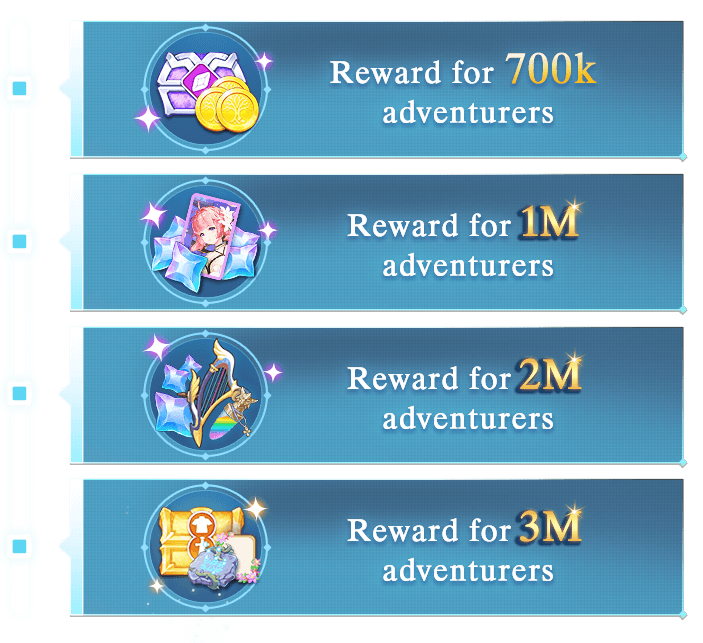 Reward for 700k
adventurers
Reward for 1M
adventurers
Reward for 2M
adventurers
Reward for 3M
adventurers